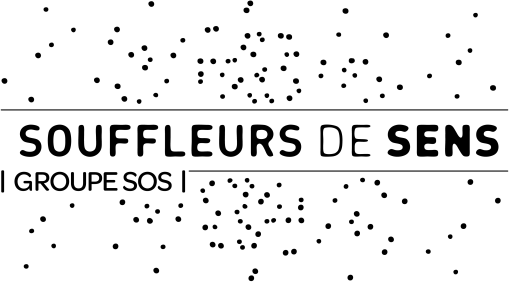 SOUFFLEURS DE SENS
| GROUPE SOS |